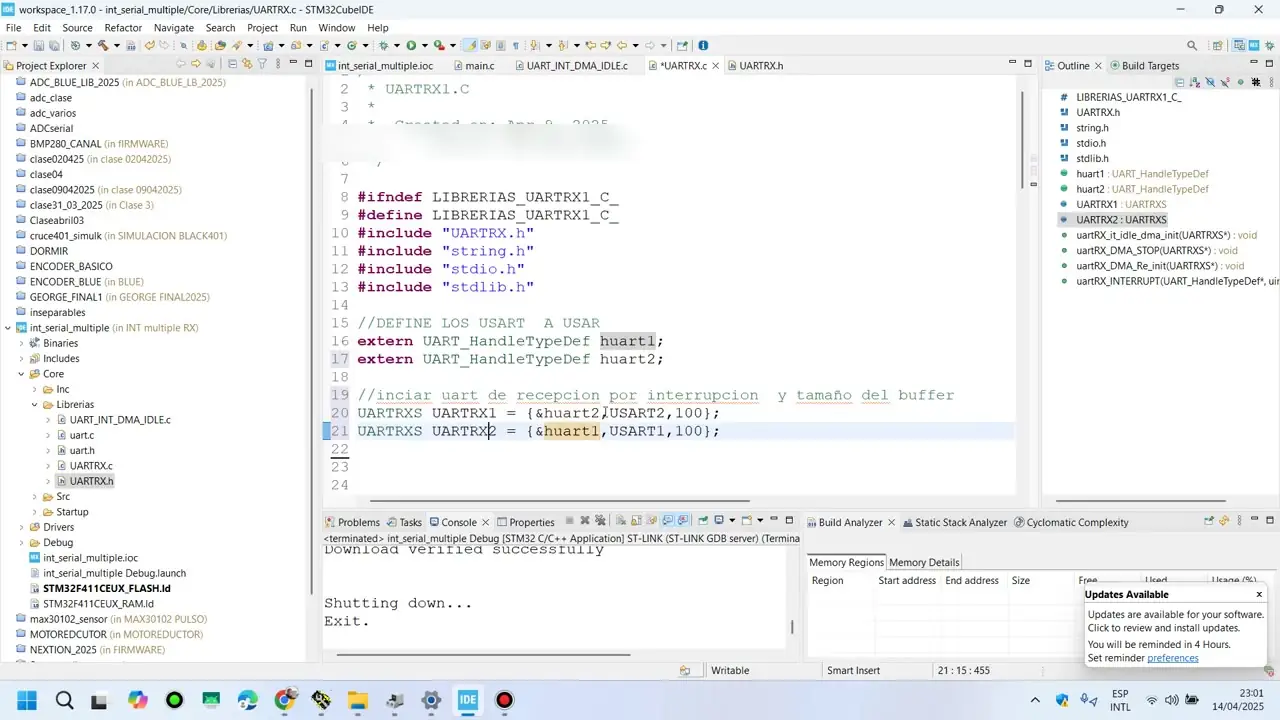 workspace_1.17.0 - int_serial_multiple/Core/Librerias/UARTRX.c - STM32CubeIDE
File Edit Source Refactor Navigate Search Project Run Window Help
Project Explorer
ADC_BLUE_LIB_2025 (in ADC_BLUE_LB_2025)
adc_clase
adc_varios
ADCserial
BMP280_CANAL (in fIRMWARE)
clase020425 (in clase 02042025)
clase04
clase09042025 (in clase 09042025)
clase31_03_2025 (in Clase 3)
Claseabril03
cruce401_simulk (in SIMULACION BLACK401)
DORMIR
ENCODER_BASICO
ENCODER_BLUE (in BLUE)
GEORGE_FINAL1 (in GEORGE FINAL2025)
inseparables
int_serial_multiple (in INT multiple RX)
Binaries
Includes
Core
Inc
Librerias
UART_INT_DMA_IDLE.c
uart.c
uart.h
UARTRX.c
UARTRX.h
Src
Startup
Drivers
Debug
int_serial_multiple.ioc
int_serial_multiple Debug.launch
STM32F411CEUX_FLASH.ld
STM32F411CEUX_RAM.ld
max30102_sensor (in MAX30102 PULSO)
MOTOREDCUTOR (in MOTOREDUCTOR)
NEXTION_2025 (in FIRMWARE)
int_serial_multiple.ioc main.c UART_INT_DMA_IDLE.c *UARTRX.c UARTRX.h
2 * UARTRX1.C
3 *
4 * Created on: Apr 9, 2025
6 */
7
8 #ifndef LIBRERIAS_UARTRX1_C_
9 #define LIBRERIAS_UARTRX1_C_
10 #include "UARTRX.h"
11 #include "string.h"
12 #include "stdio.h"
13 #include "stdlib.h"
14
15 //DEFINE LOS USART A USAR
16 extern UART_HandleTypeDef huart1;
17 extern UART_HandleTypeDef huart2;
18
19 //inciar uart de recepcion por interrupcion y tamaño del buffer
20 UARTRXS UARTRX1 = {&huart2,USART2,100};
21 UARTRXS UARTRX2 = {&huart1,USART1,100};
22
23
24
Outline Build Targets
LIBRERIAS_UARTRX1_C_
UARTRX.h
string.h
stdio.h
stdlib.h
huart1 : UART_HandleTypeDef
huart2 : UART_HandleTypeDef
UARTRX1 : UARTRXS
UARTRX2 : UARTRXS
uartRX_it_idle_dma_init(UARTRXS*) : void
uartRX_DMA_STOP(UARTRXS*) : void
uartRX_DMA_Re_init(UARTRXS*) : void
uartRX_INTERRUPT(UART_HandleTypeDef*, uin
Problems Tasks Console Properties
<terminated> int_serial_multiple Debug [STM32 C/C++ Application] ST-LINK (ST-LINK GDB server) (Termina
Download verified successfully
Shutting down...
Exit.
Build Analyzer Static Stack Analyzer Cyclomatic Complexity
Memory Regions Memory Details
Region Start address End address Size Free Used Usage (%)
Updates Available x
Updates are available for your software.
Click to review and install updates.
You will be reminded in 4 Hours.
Set reminder preferences
Writable Smart Insert 21 : 15 : 455
ESP
INTL
23:01
14/04/2025